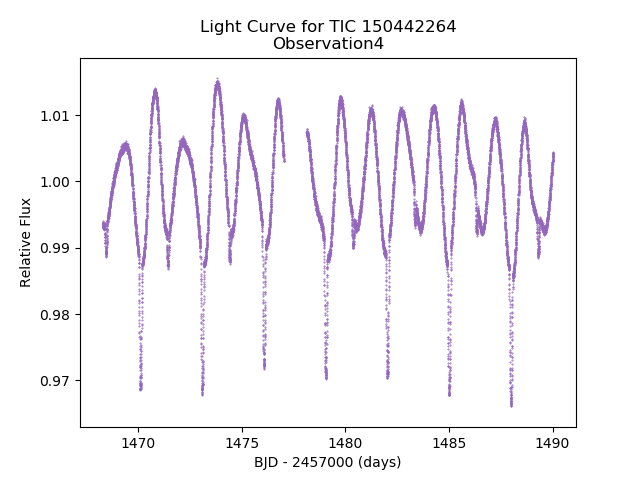 Light Curve for TIC 150442264
Observation4
1.01
1.00
0.99
0.98
0.97
Relative Flux
1470
1475
1480
1485
1490
BJD - 2457000 (days)